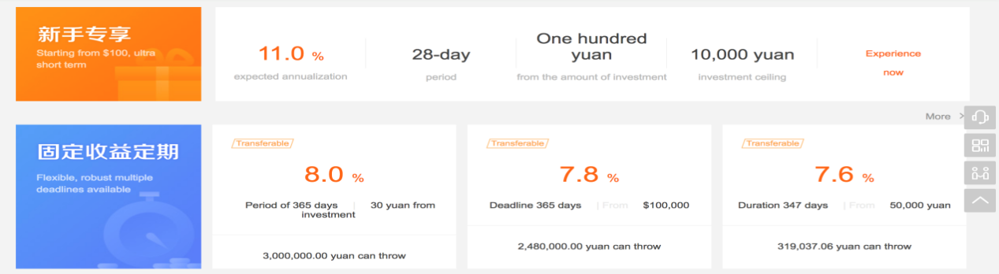 新手专享
Starting from $100, ultra
short term
11.0 %
expected annualization
28-day
period
One hundred
yuan
from the amount of investment
10,000 yuan
investment ceiling
Experience
now
More >
固定收益定期
Flexible, robust multiple
deadlines available
Transferable
8.0 %
Period of 365 days | 30 yuan from
investment
3,000,000.00 yuan can throw
Transferable
7.8 %
Deadline 365 days | From $100,000
2,480,000.00 yuan can throw
Transferable
7.6 %
Duration 347 days | From 50,000 yuan
319,037.06 yuan can throw